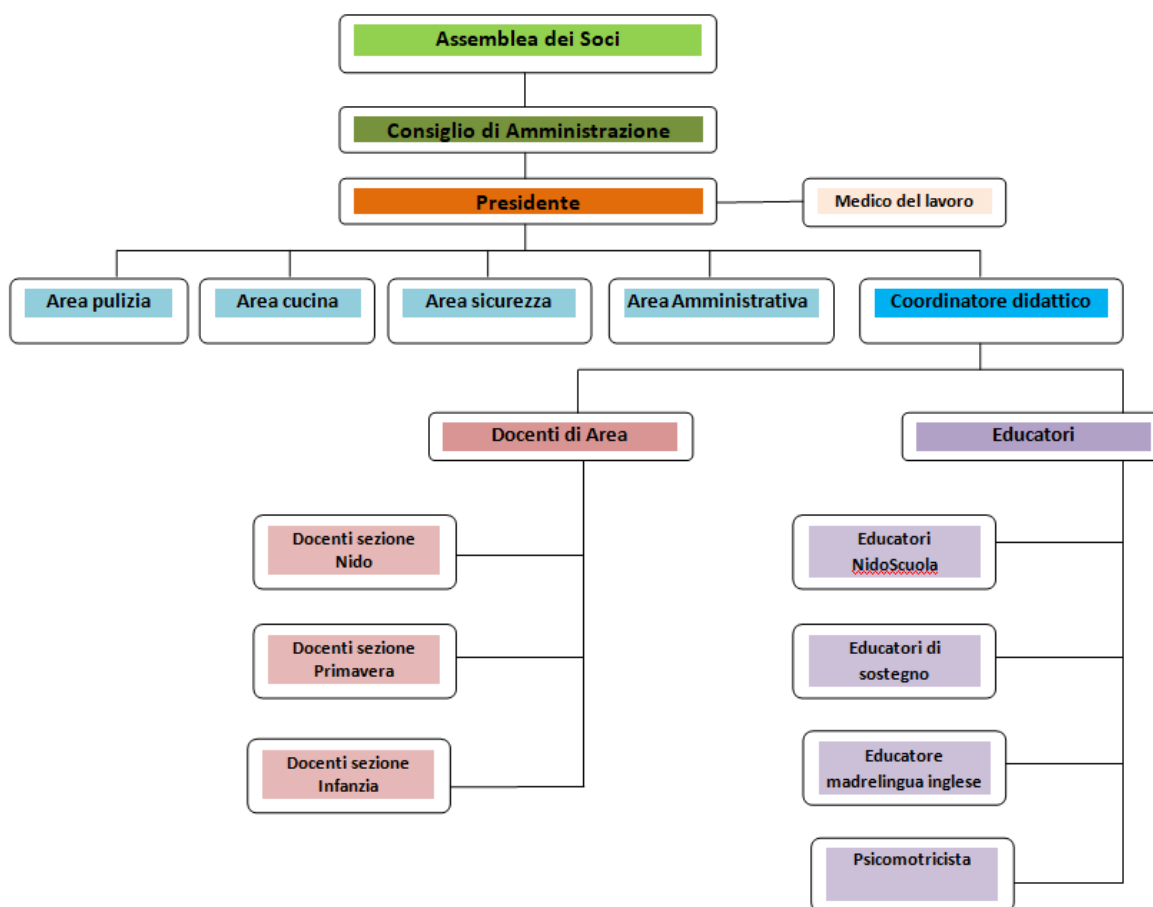 Assemblea dei Soci
Consiglio di Amministrazione
Presidente
Medico del lavoro
Area pulizia
Area cucina
Area sicurezza
Area Amministrativa
Coordinatore didattico
Docenti di Area
Educatori
Docenti sezione
Nido
Docenti sezione
Primavera
Docenti sezione
Infanzia
Educatori
NidoScuola
Educatori di
sostegno
Educatore
madrelingua inglese
Psicomotricista